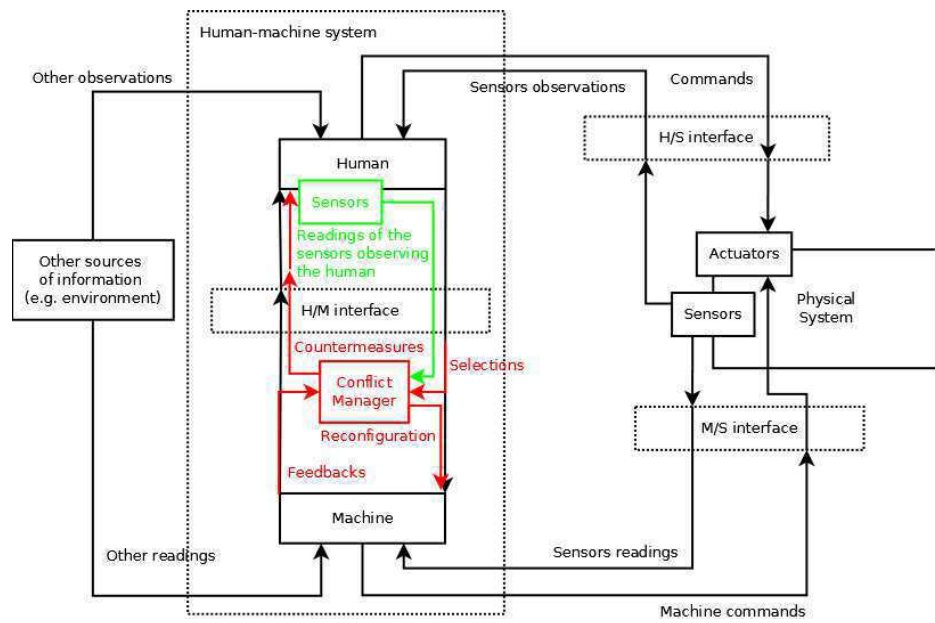 Human-machine system
Other observations
Sensors observations
Commands
H/S interface
Human
Sensors
Readings of the
sensors observing
the human
Other sources
of information
(e.g. environment)
Actuators
Sensors
Physical
System
H/M interface
Countermeasures
Selections
Conflict
Manager
Reconfiguration
M/S interface
Feedbacks
Machine
Other readings
Sensors readings
Machine commands